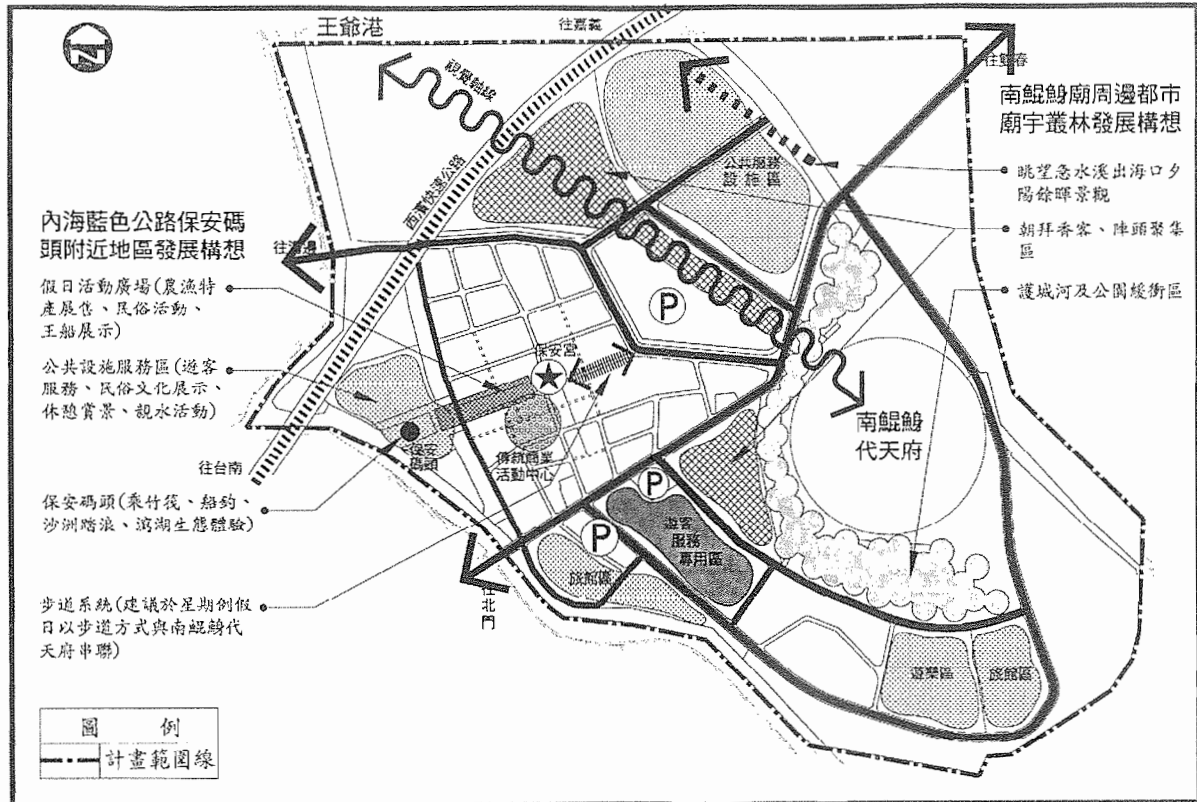 王爺港
往嘉義
往雙春
視覺軸線
南鯤鯓廟周邊都市
廟宇叢林發展構想
公共服務
設施區
眺望急水溪出海口夕
陽餘暉景觀
朝拜香客、陣頭聚集
區
護城河及公園緩衝區
西濱快速公路
內海藍色公路保安碼
頭附近地區發展構想
往海邊
假日活動廣場(農漁特
產展售、民俗活動、
王船展示)
P
保安宮
公共設施服務區(遊客
服務、民俗文化展示、
休憩賞景、親水活動)
南鯤鯓
代天府
保安
碼頭
傳統商業
活動中心
往台南
P
保安碼頭(乘竹筏、船釣、
沙洲踏浪、潟湖生態體驗)
遊客
服務
專用區
P
旅館區
往北門
步道系統(建議於星期例假
日以步道方式與南鯤鯓代
天府串聯)
遊樂區
旅館區
圖例
計畫範圍線